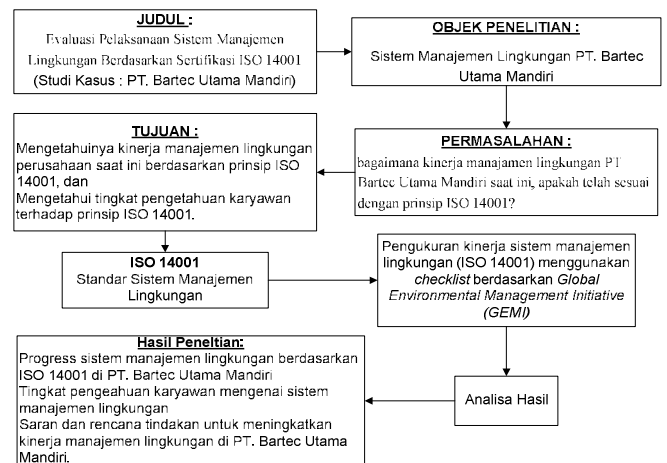 JUDUL :
Evaluasi Pelaksanaan Sistem Manajemen
Lingkungan Berdasarkan Sertifikasi ISO 14001
(Studi Kasus : PT. Bartec Utama Mandiri)
OBJEK PENELITIAN :
Sistem Manajemen Lingkungan PT. Bartec
Utama Mandiri
PERMASALAHAN :
bagaimana kinerja manajamen lingkungan PT
Bartec Utama Mandiri saat ini, apakah telah sesuai
dengan prinsip ISO 14001?
TUJUAN :
Mengetahuinya kinerja manajemen lingkungan
perusahaan saat ini berdasarkan prinsip ISO
14001, dan
Mengetahui tingkat pengetahuan karyawan
terhadap prinsip ISO 14001.
ISO 14001
Standar Sistem Manajemen
Lingkungan
Pengukuran kinerja sistem manajemen
lingkungan (ISO 14001) menggunakan
checklist berdasarkan Global
Environmental Management Initiative
(GEMI)
Analisa Hasil
Hasil Peneltian:
Progress sistem manajemen lingkungan berdasarkan
ISO 14001 di PT. Bartec Utama Mandiri
Tingkat pengeahuan karyawan mengenai sistem
manajemen lingkungan
Saran dan rencana tindakan untuk meningkatkan
kinerja manajemen lingkungan di PT. Bartec Utama
Mandiri.